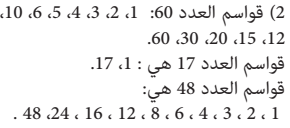 2) قواسم العدد 60: 1، 2، 3، 4، 5، 6، 10،
12، 15، 20، 30، 60.
قواسم العدد 17 هي : 1، 17.
قواسم العدد 48 هي:
1 ، 2 ، 3 ، 4 ، 6 ، 8 ، 12 ، 16 ، 24، 48 .